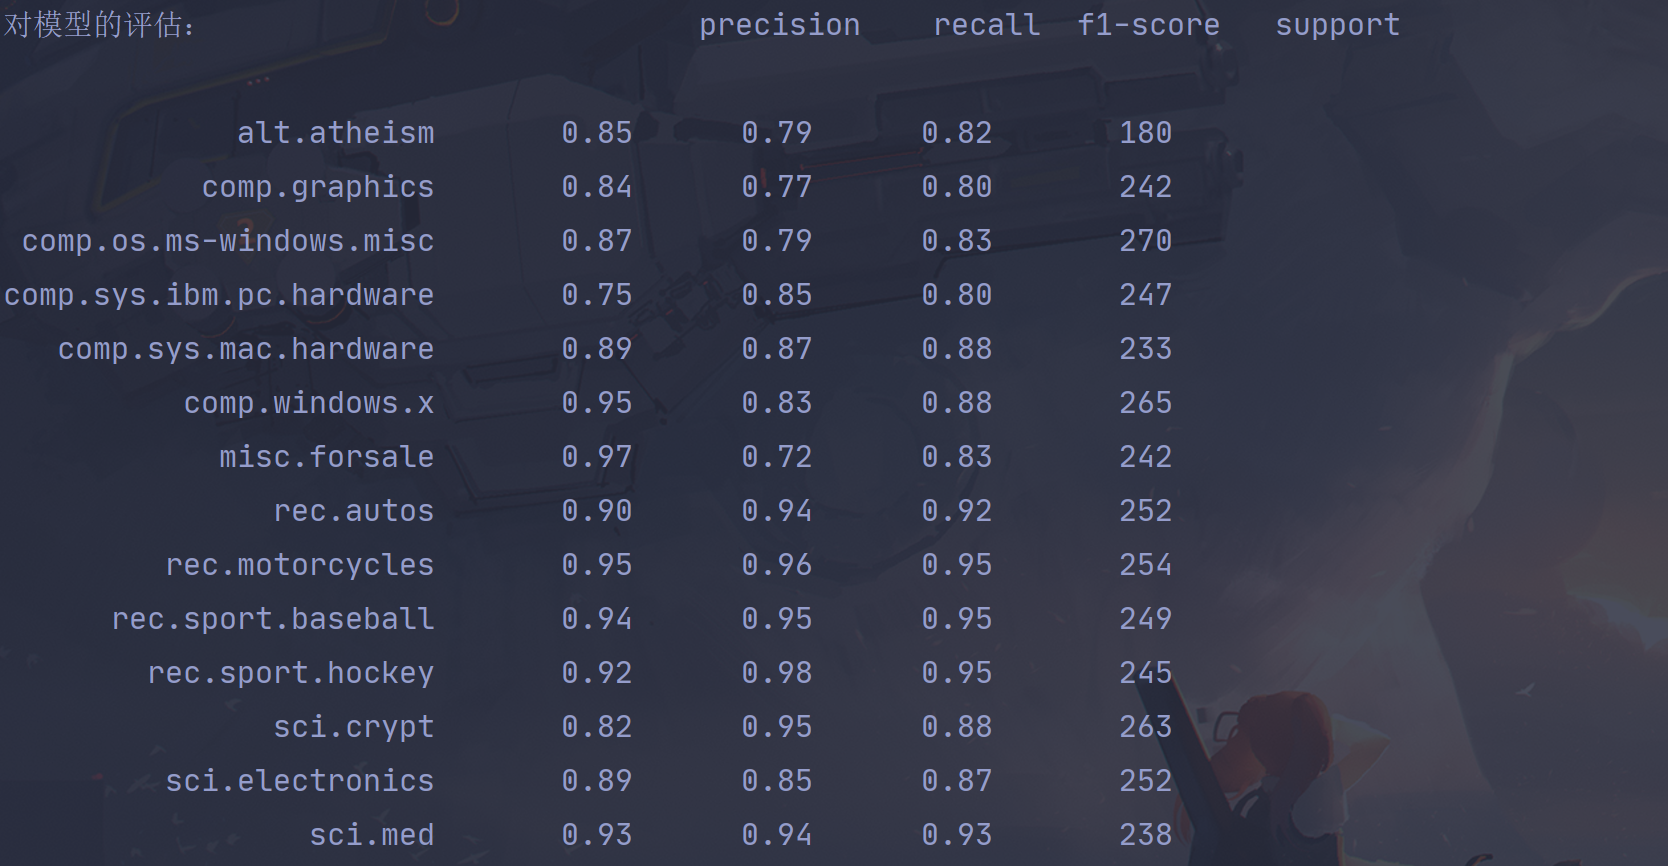 对模型的评估： precision recall f1-score support
alt.atheism 0.85 0.79 0.82 180
comp.graphics 0.84 0.77 0.80 242
comp.os.ms-windows.misc 0.87 0.79 0.83 270
comp.sys.ibm.pc.hardware 0.75 0.85 0.80 247
comp.sys.mac.hardware 0.89 0.87 0.88 233
comp.windows.x 0.95 0.83 0.88 265
misc.forsale 0.97 0.72 0.83 242
rec.autos 0.90 0.94 0.92 252
rec.motorcycles 0.95 0.96 0.95 254
rec.sport.baseball 0.94 0.95 0.95 249
rec.sport.hockey 0.92 0.98 0.95 245
sci.crypt 0.82 0.95 0.88 263
sci.electronics 0.89 0.85 0.87 252
sci.med 0.93 0.94 0.93 238